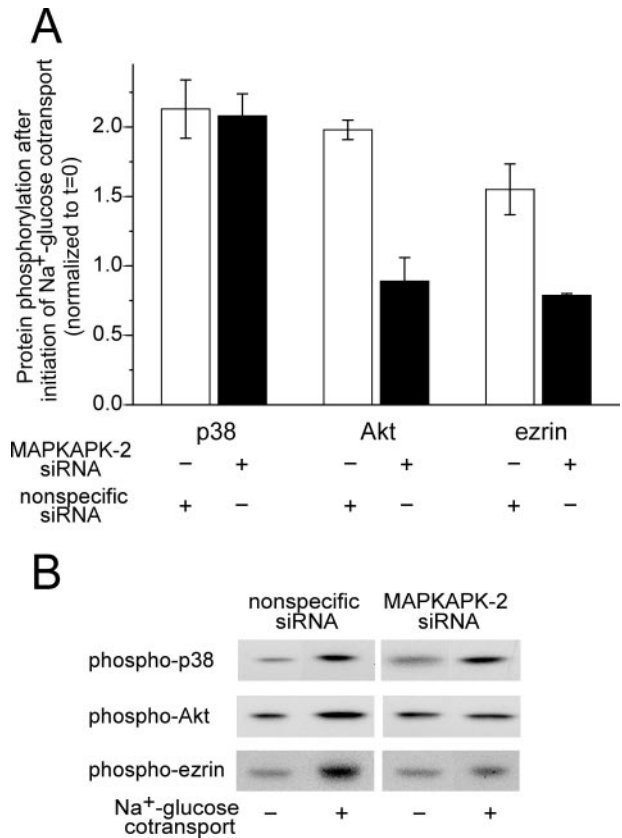 A
Protein phosphorylation after
initiation of Na⁺-glucose cotransport
(normalized to t=0)
2.0
1.5
1.0
0.5
0.0
p38 Akt ezrin
MAPKAPK-2
siRNA
– + – + – +
nonspecific
siRNA
+ – + – + –
B
nonspecific
siRNA
MAPKAPK-2
siRNA
phospho-p38
phospho-Akt
phospho-ezrin
Na⁺-glucose
cotransport
– + – +